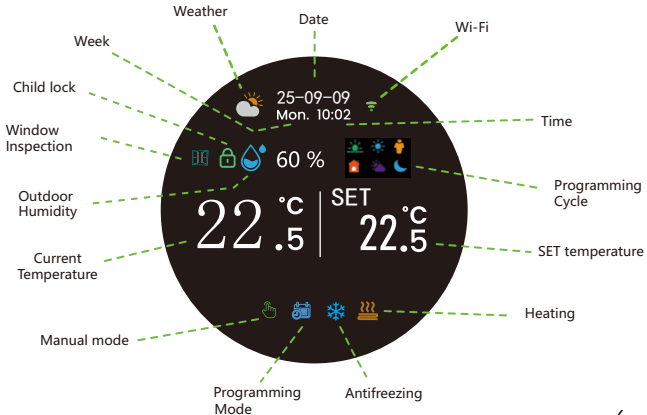 Weather
Date
Wi-Fi
Week
Child lock
25-09-09
Mon. 10:02
Time
Window
Inspection
60 %
Programming
Cycle
Outdoor
Humidity
22.5 °C
SET
22.5 °C
SET temperature
Current
Temperature
Heating
Manual mode
Programming
Mode
Antifreezing